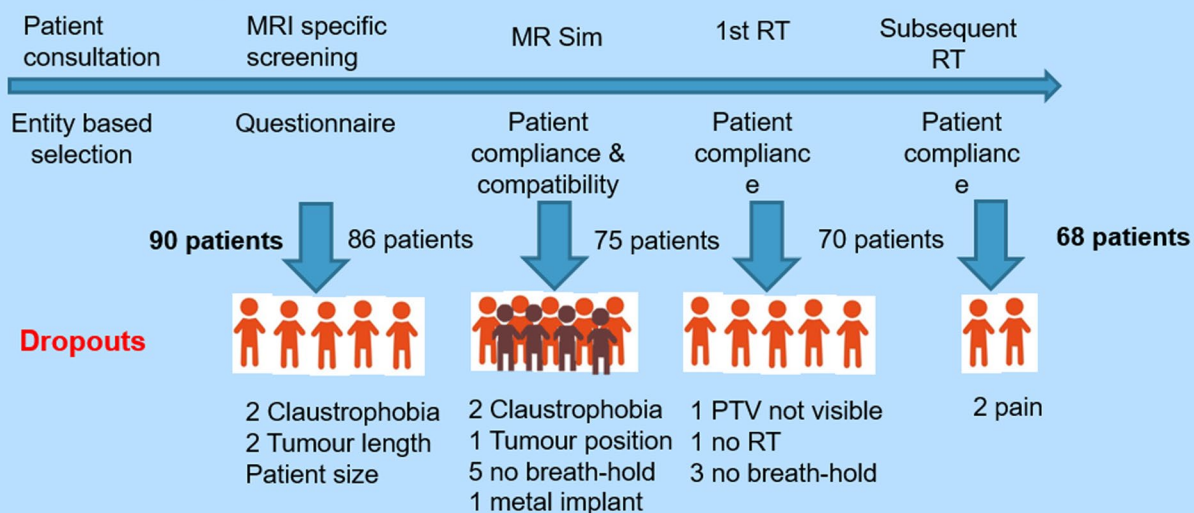 Patient
consultation
MRI specific
screening
MR Sim
1st RT
Subsequent
RT
Entity based
selection
Questionnaire
Patient
compliance &
compatibility
Patient
complianc
e
Patient
complianc
e
90 patients
86 patients
75 patients
70 patients
68 patients
Dropouts
2 Claustrophobia
2 Tumour length
Patient size
2 Claustrophobia
1 Tumour position
5 no breath-hold
1 metal implant
1 PTV not visible
1 no RT
3 no breath-hold
2 pain